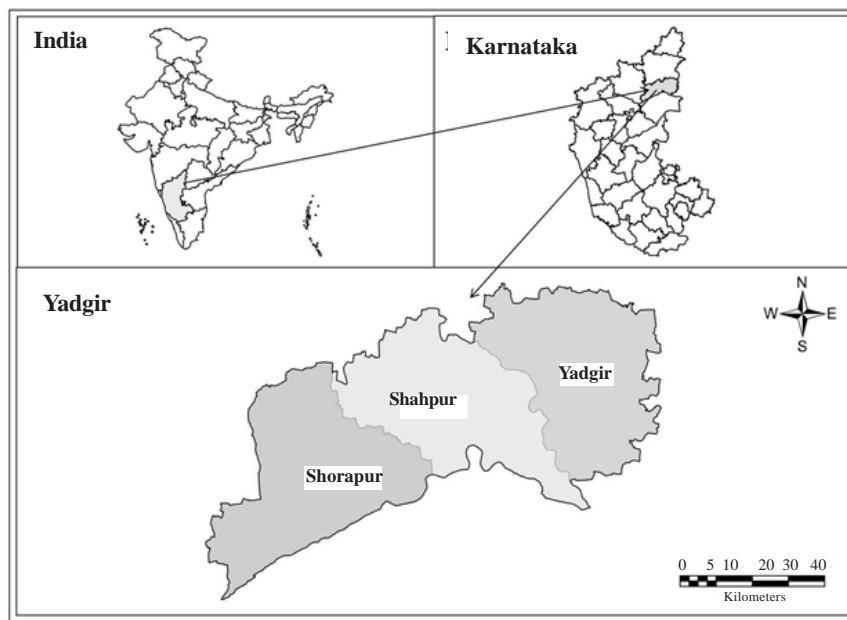 India
Karnataka
Yadgir
N
W E
S
Yadgir
Shahpur
Shorapur
0 5 10 20 30 40
Kilometers